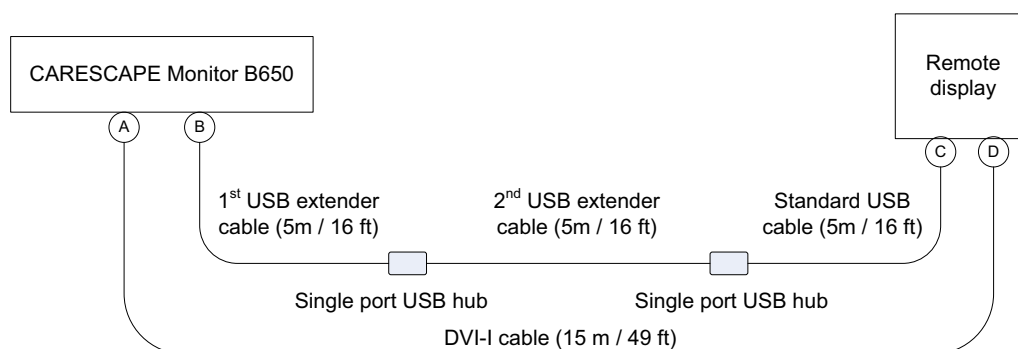 CARESCAPE Monitor B650
Remote
display
A
B
C
D
1st USB extender
cable (5m / 16 ft)
2nd USB extender
cable (5m / 16 ft)
Standard USB
cable (5m / 16 ft)
Single port USB hub
Single port USB hub
DVI-I cable (15 m / 49 ft)